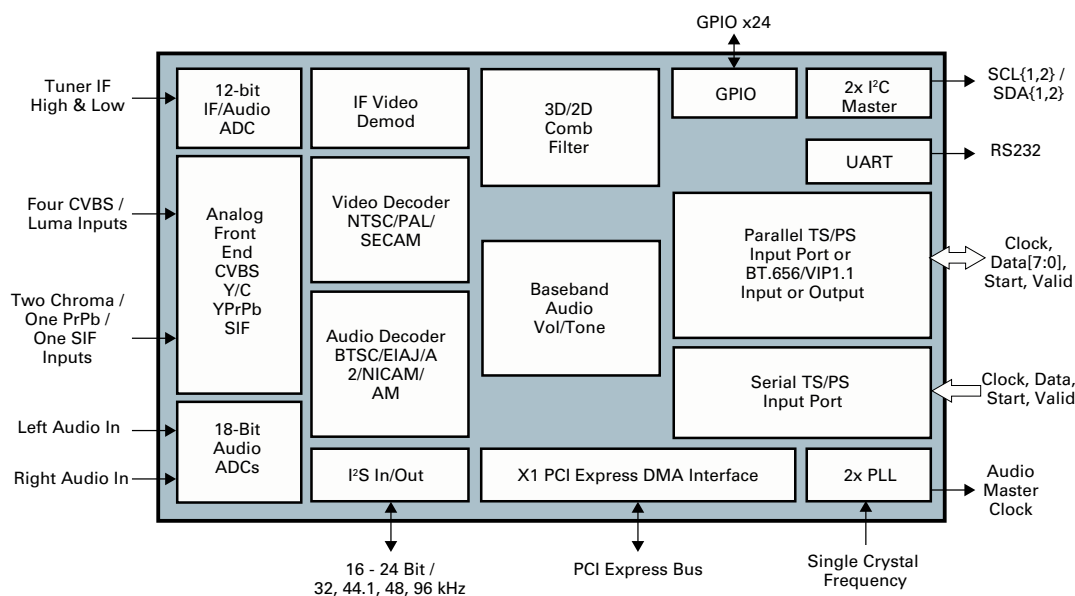 GPIO x24
Tuner IF
High & Low
12-bit
IF/Audio
ADC
IF Video
Demod
3D/2D
Comb
Filter
GPIO
2x I²C
Master
SCL{1,2} /
SDA{1,2}
UART
RS232
Four CVBS /
Luma Inputs
Analog
Front
End
CVBS
Y/C
YPrPb
SIF
Video Decoder
NTSC/PAL/
SECAM
Parallel TS/PS
Input Port or
BT.656/VIP1.1
Input or Output
Clock,
Data[7:0],
Start, Valid
Two Chroma /
One PrPb /
One SIF
Inputs
Baseband
Audio
Vol/Tone
Audio Decoder
BTSC/EIAJ/A
2/NICAM/
AM
Serial TS/PS
Input Port
Clock, Data,
Start, Valid
Left Audio In
Right Audio In
18-Bit
Audio
ADCs
I²S In/Out
X1 PCI Express DMA Interface
2x PLL
Audio
Master
Clock
16 - 24 Bit /
32, 44.1, 48, 96 kHz
PCI Express Bus
Single Crystal
Frequency